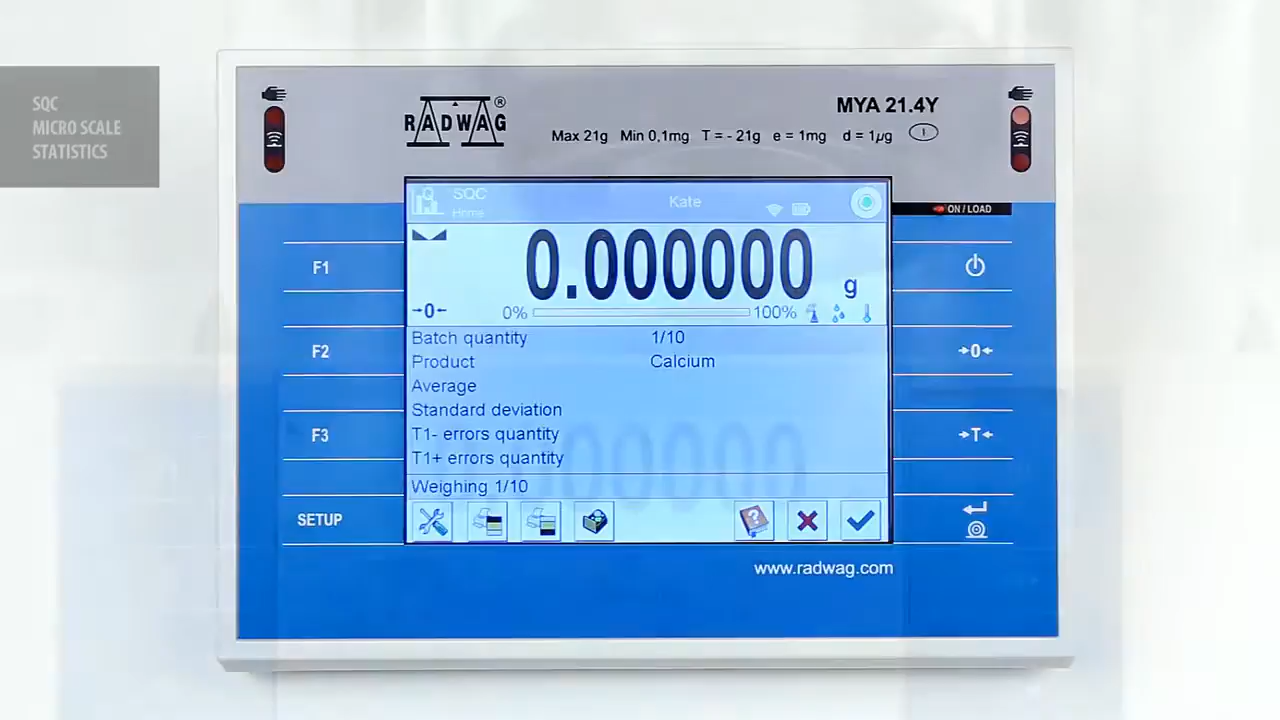 SQC
MICRO SCALE
STATISTICS
RADWAG®
MYA 21.4Y
Max 21g Min 0,1mg T = - 21g e = 1mg d = 1µg
SQC
Home
Kate
ON / LOAD
0.000000 g
→0←
0% 100%
Batch quantity 1/10
Product Calcium
Average
Standard deviation
T1- errors quantity
T1+ errors quantity
Weighing 1/10
F1
F2
F3
SETUP
→0←
→T←
www.radwag.com